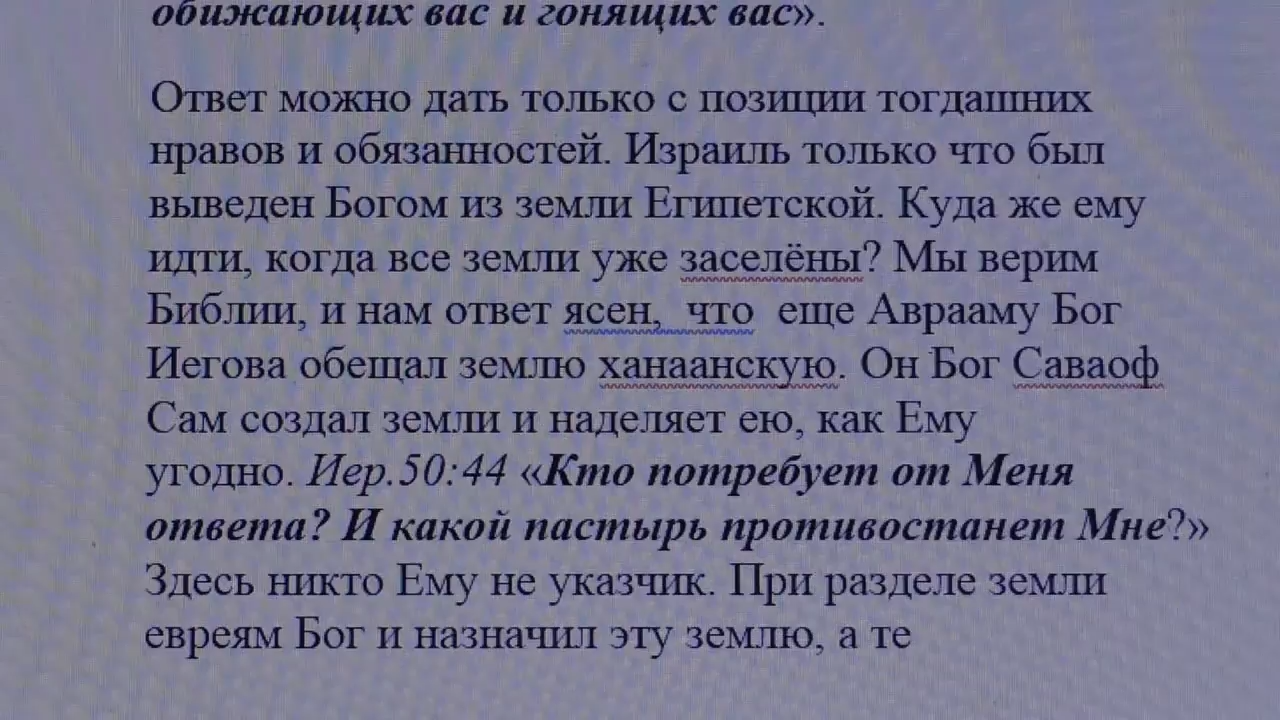 обижающих вас и гонящих вас».
Ответ можно дать только с позиции тогдашних
нравов и обязанностей. Израиль только что был
выведен Богом из земли Египетской. Куда же ему
идти, когда все земли уже заселёны? Мы верим
Библии, и нам ответ ясен,  что  еще Аврааму Бог
Иегова обещал землю ханаанскую. Он Бог Саваоф
Сам создал земли и наделяет ею, как Ему
угодно. Иер.50:44 «Кто потребует от Меня
ответа? И какой пастырь противостанет Мне?»
Здесь никто Ему не указчик. При разделе земли
евреям Бог и назначил эту землю, а те